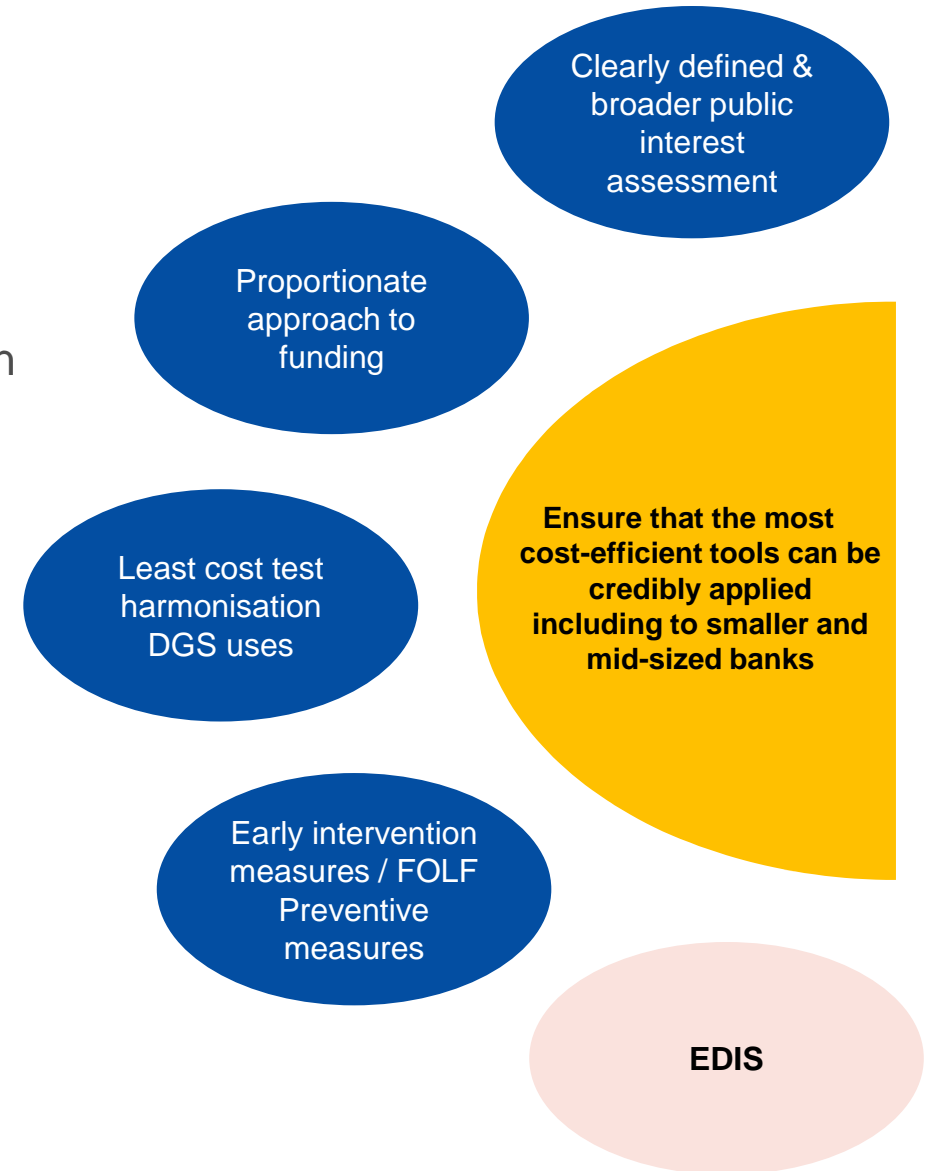 Clearly defined &
broader public
interest
assessment
Proportionate
approach to
funding
Least cost test
harmonisation
DGS uses
Ensure that the most
cost-efficient tools can be
credibly applied
including to smaller and
mid-sized banks
Early intervention
measures / FOLF
Preventive
measures
EDIS